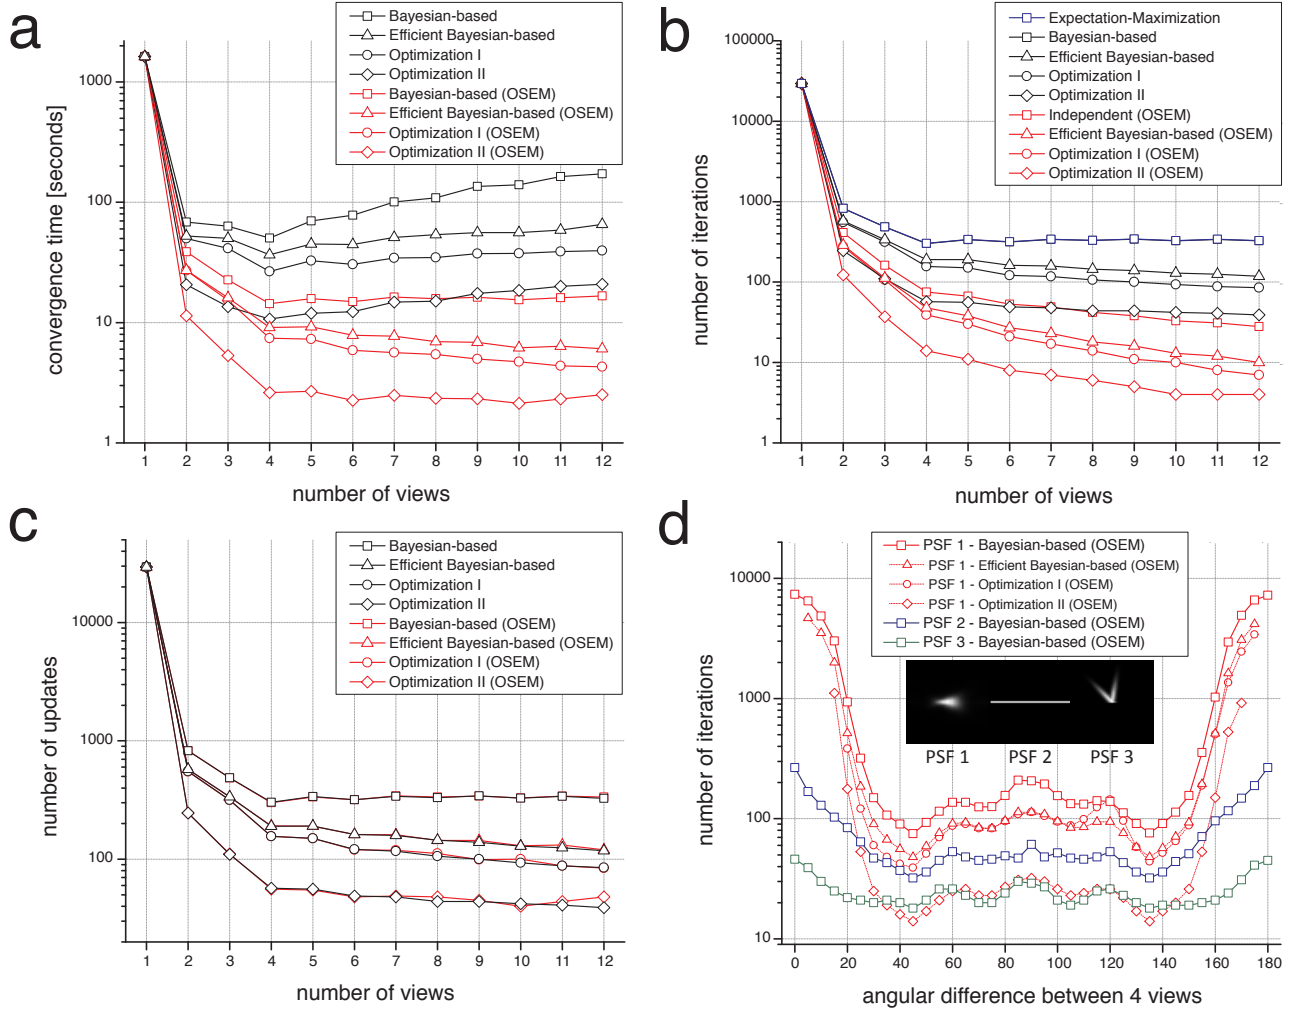 a
Bayesian-based
Efficient Bayesian-based
Optimization I
Optimization II
Bayesian-based (OSEM)
Efficient Bayesian-based (OSEM)
Optimization I (OSEM)
Optimization II (OSEM)
convergence time [seconds]
1000
100
10
1
1 2 3 4 5 6 7 8 9 10 11 12
number of views
b
Expectation-Maximization
Bayesian-based
Efficient Bayesian-based
Optimization I
Optimization II
Independent (OSEM)
Efficient Bayesian-based (OSEM)
Optimization I (OSEM)
Optimization II (OSEM)
number of iterations
100000
10000
1000
100
10
1
1 2 3 4 5 6 7 8 9 10 11 12
number of views
c
Bayesian-based
Efficient Bayesian-based
Optimization I
Optimization II
Bayesian-based (OSEM)
Efficient Bayesian-based (OSEM)
Optimization I (OSEM)
Optimization II (OSEM)
number of updates
10000
1000
100
1 2 3 4 5 6 7 8 9 10 11 12
number of views
d
PSF 1 - Bayesian-based (OSEM)
PSF 1 - Efficient Bayesian-based (OSEM)
PSF 1 - Optimization I (OSEM)
PSF 1 - Optimization II (OSEM)
PSF 2 - Bayesian-based (OSEM)
PSF 3 - Bayesian-based (OSEM)
PSF 1 PSF 2 PSF 3
number of iterations
10000
1000
100
10
0 20 40 60 80 100 120 140 160 180
angular difference between 4 views